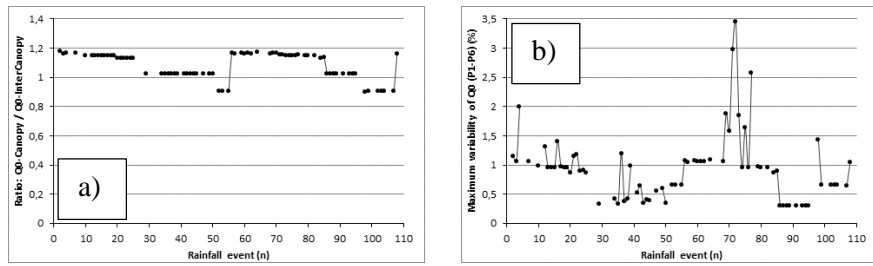 1,4
1,2
1
0,8
0,6
0,4
0,2
0
Ratio: Q0-Canopy / Q0-InterCanopy
a)
0 10 20 30 40 50 60 70 80 90 100 110
Rainfall event (n)
3,5
3
2,5
2
1,5
1
0,5
0
Maximum variability of Q0 (P1-P6) (%)
b)
0 10 20 30 40 50 60 70 80 90 100 110
Rainfall event (n)